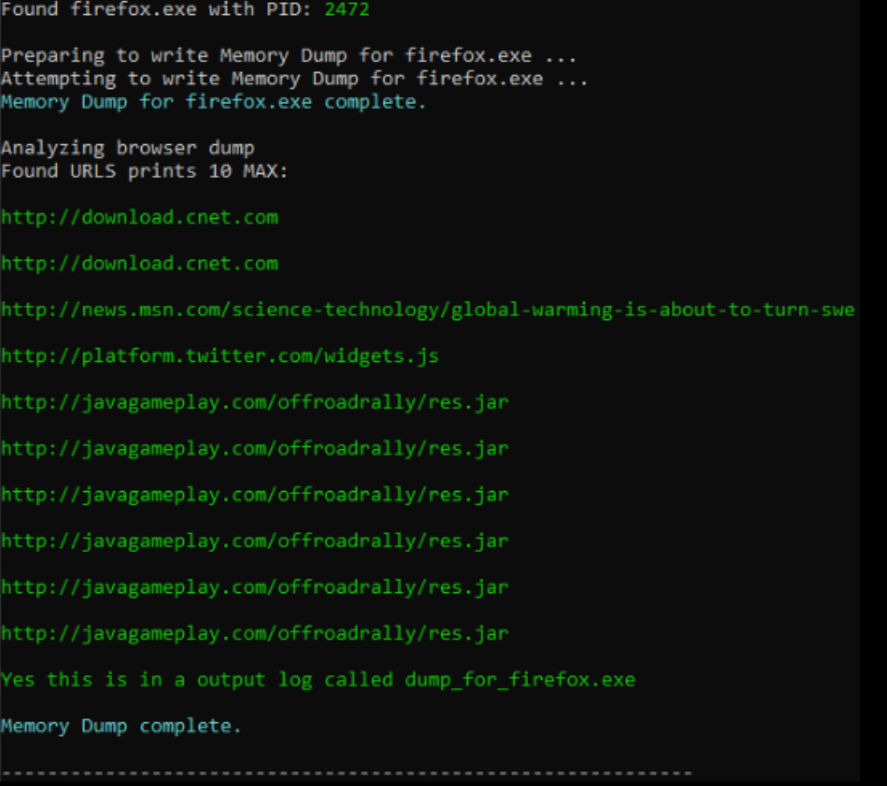 Found firefox.exe with PID: 2472
Preparing to write Memory Dump for firefox.exe ...
Attempting to write Memory Dump for firefox.exe ...
Memory Dump for firefox.exe complete.
Analyzing browser dump
Found URLS prints 10 MAX:
http://download.cnet.com
http://download.cnet.com
http://news.msn.com/science-technology/global-warming-is-about-to-turn-swe
http://platform.twitter.com/widgets.js
http://javagameplay.com/offroadrally/res.jar
http://javagameplay.com/offroadrally/res.jar
http://javagameplay.com/offroadrally/res.jar
http://javagameplay.com/offroadrally/res.jar
http://javagameplay.com/offroadrally/res.jar
http://javagameplay.com/offroadrally/res.jar
Yes this is in a output log called dump_for_firefox.exe
Memory Dump complete.
------------------------------------------------------------